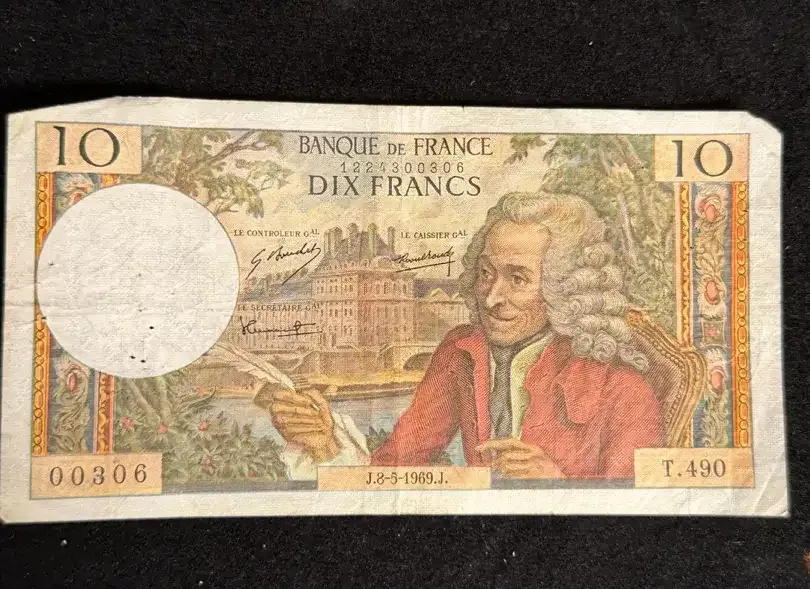 10
BANQUE DE FRANCE
1224300306
DIX FRANCS
10
LE CONTROLEUR GAL
LE CAISSIER GAL
LE SECRÉTAIRE GAL
00306
J.8-5-1969.J.
T.490